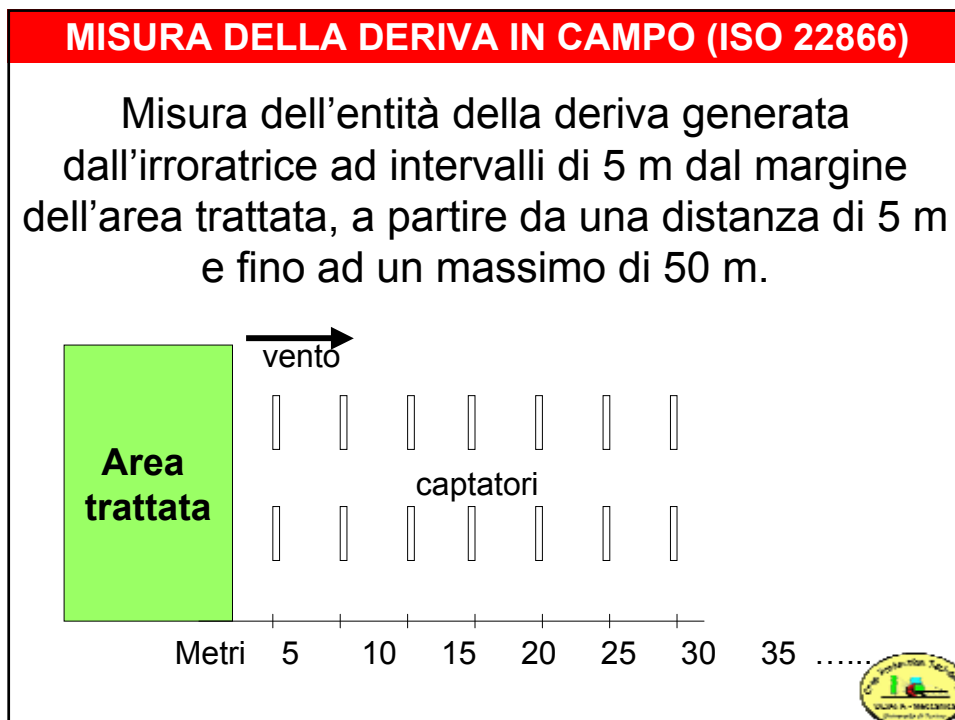 MISURA DELLA DERIVA IN CAMPO (ISO 22866)
Misura dell’entità della deriva generata
dall’irroratrice ad intervalli di 5 m dal margine
dell’area trattata, a partire da una distanza di 5 m
e fino ad un massimo di 50 m.
vento
Area
trattata
captatori
Metri 5 10 15 20 25 30 35 …...